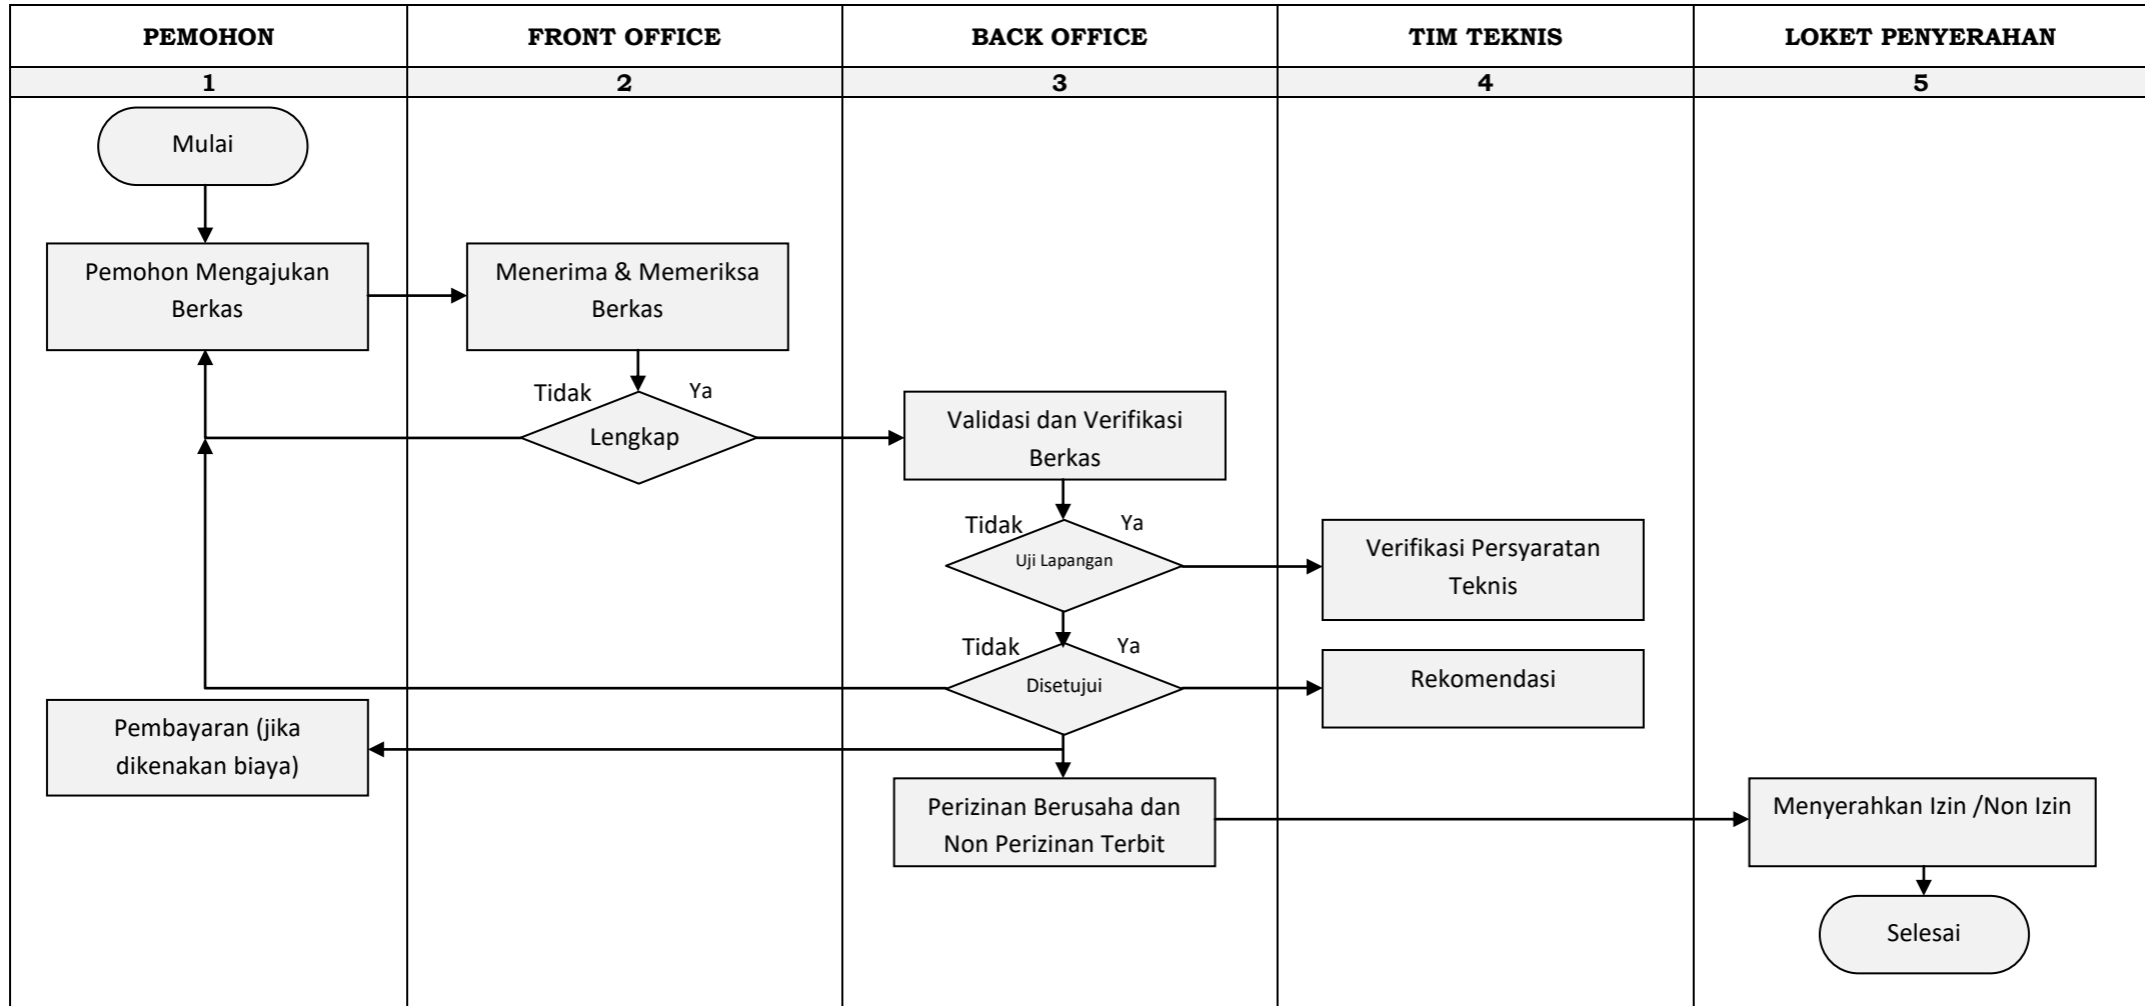 PEMOHON
FRONT OFFICE
BACK OFFICE
TIM TEKNIS
LOKET PENYERAHAN
1
2
3
4
5
Mulai
Pemohon Mengajukan
Berkas
Menerima & Memeriksa
Berkas
Tidak
Ya
Lengkap
Validasi dan Verifikasi
Berkas
Tidak
Ya
Uji Lapangan
Verifikasi Persyaratan
Teknis
Tidak
Ya
Disetujui
Rekomendasi
Pembayaran (jika
dikenakan biaya)
Perizinan Berusaha dan
Non Perizinan Terbit
Menyerahkan Izin /Non Izin
Selesai